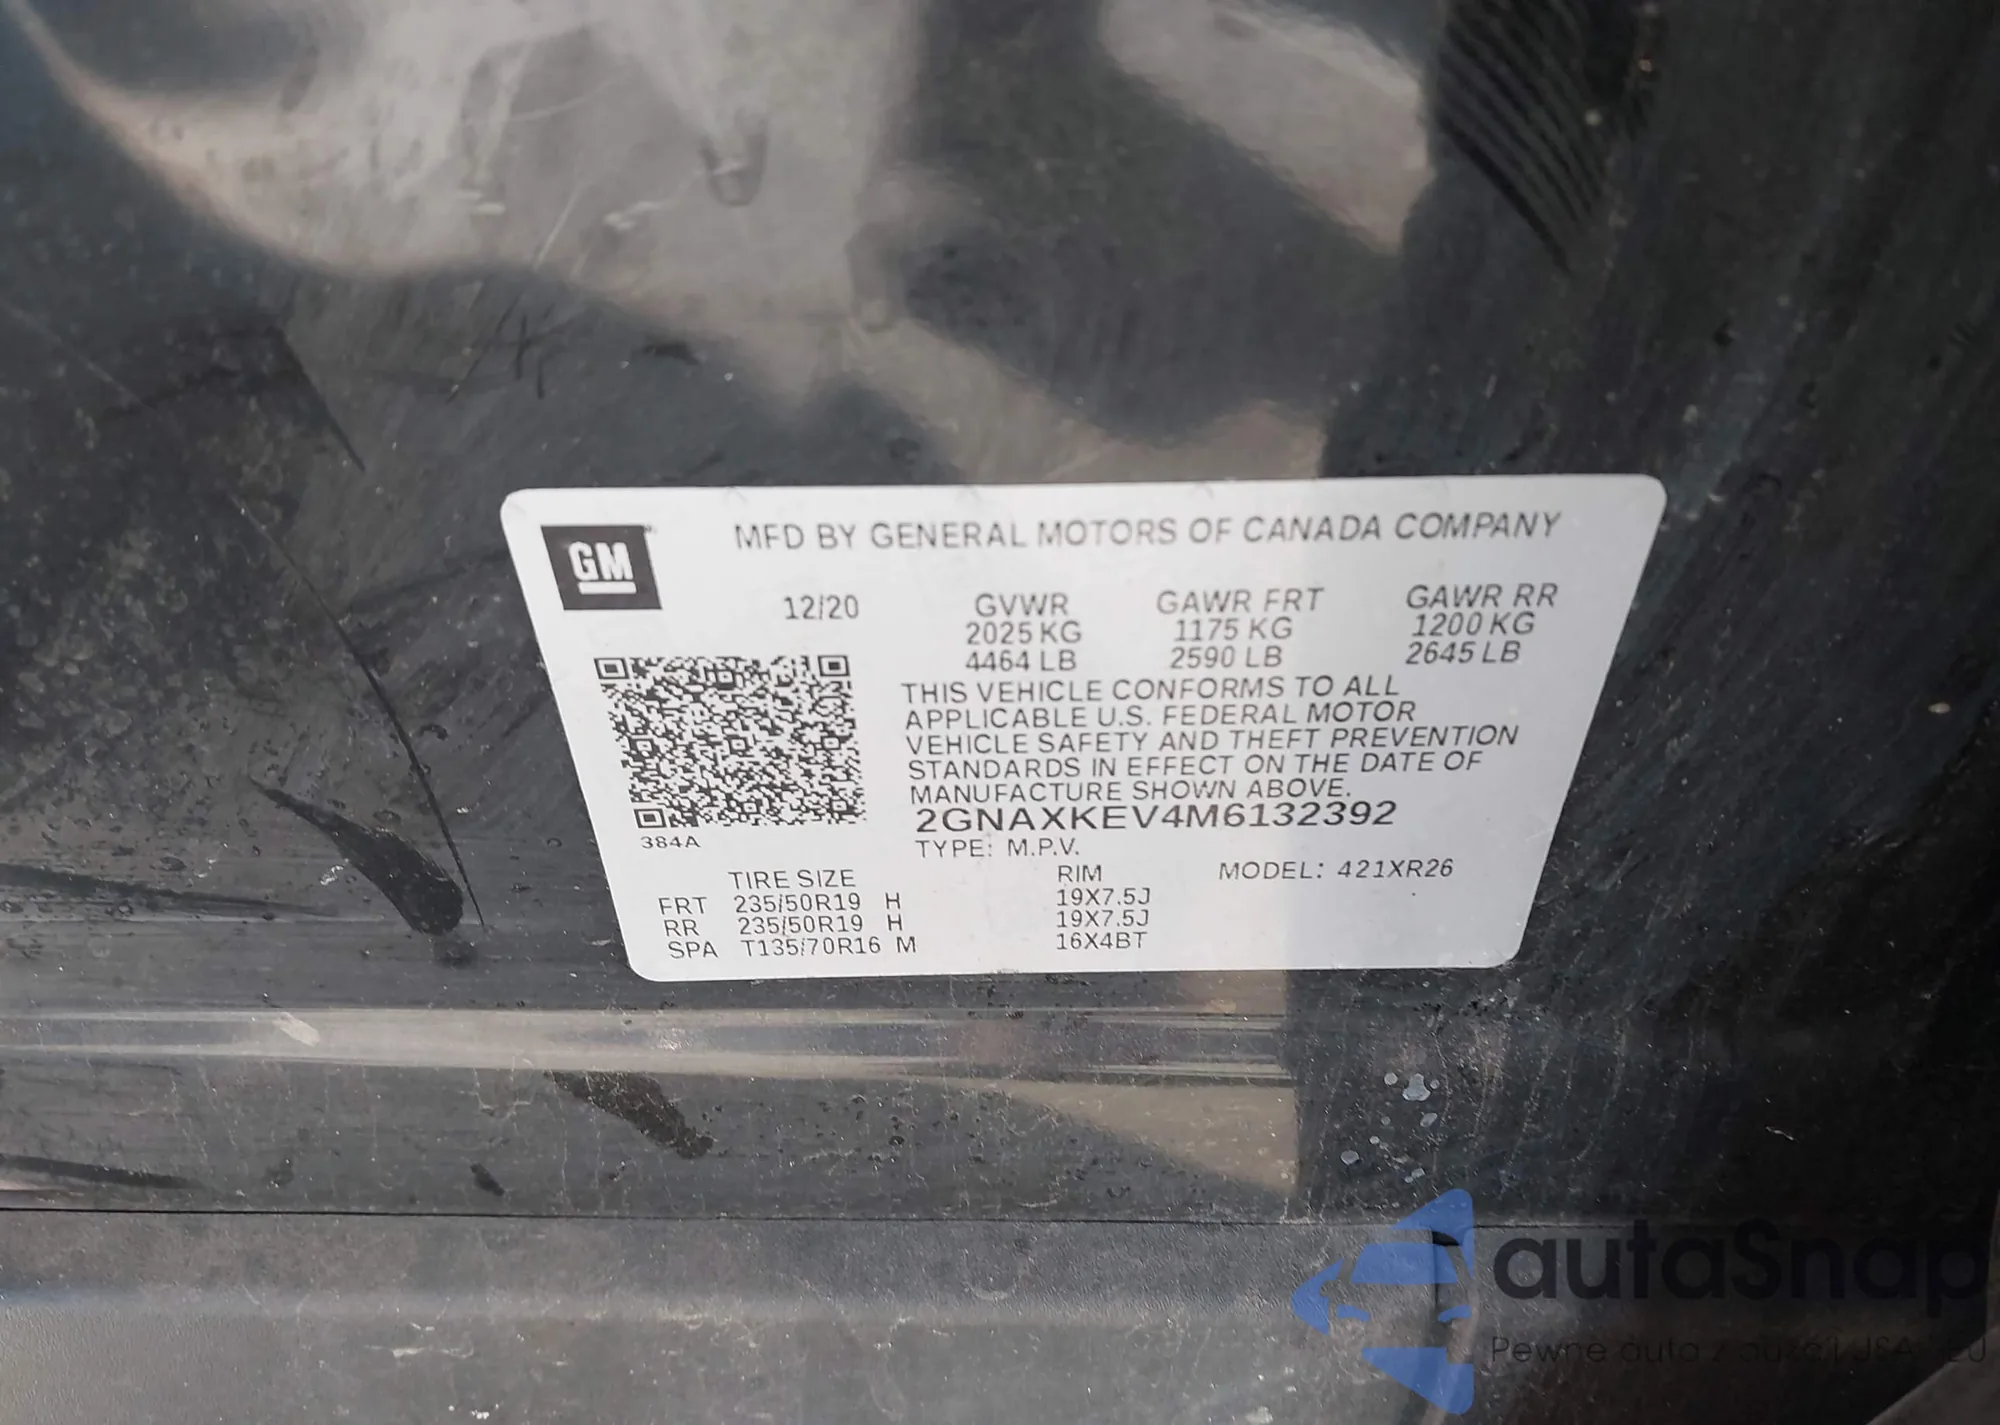 GM
MFD BY GENERAL MOTORS OF CANADA COMPANY
12/20 GVWR GAWR FRT GAWR RR
2025 KG 1175 KG 1200 KG
4464 LB 2590 LB 2645 LB
THIS VEHICLE CONFORMS TO ALL
APPLICABLE U.S. FEDERAL MOTOR
VEHICLE SAFETY AND THEFT PREVENTION
STANDARDS IN EFFECT ON THE DATE OF
MANUFACTURE SHOWN ABOVE.
2GNAXKEV4M6132392
384A
TYPE: M.P.V.
TIRE SIZE RIM MODEL: 421XR26
FRT 235/50R19 H 19X7.5J
RR 235/50R19 H 19X7.5J
SPA T135/70R16 M 16X4BT
autaSnap
Pewne auto z